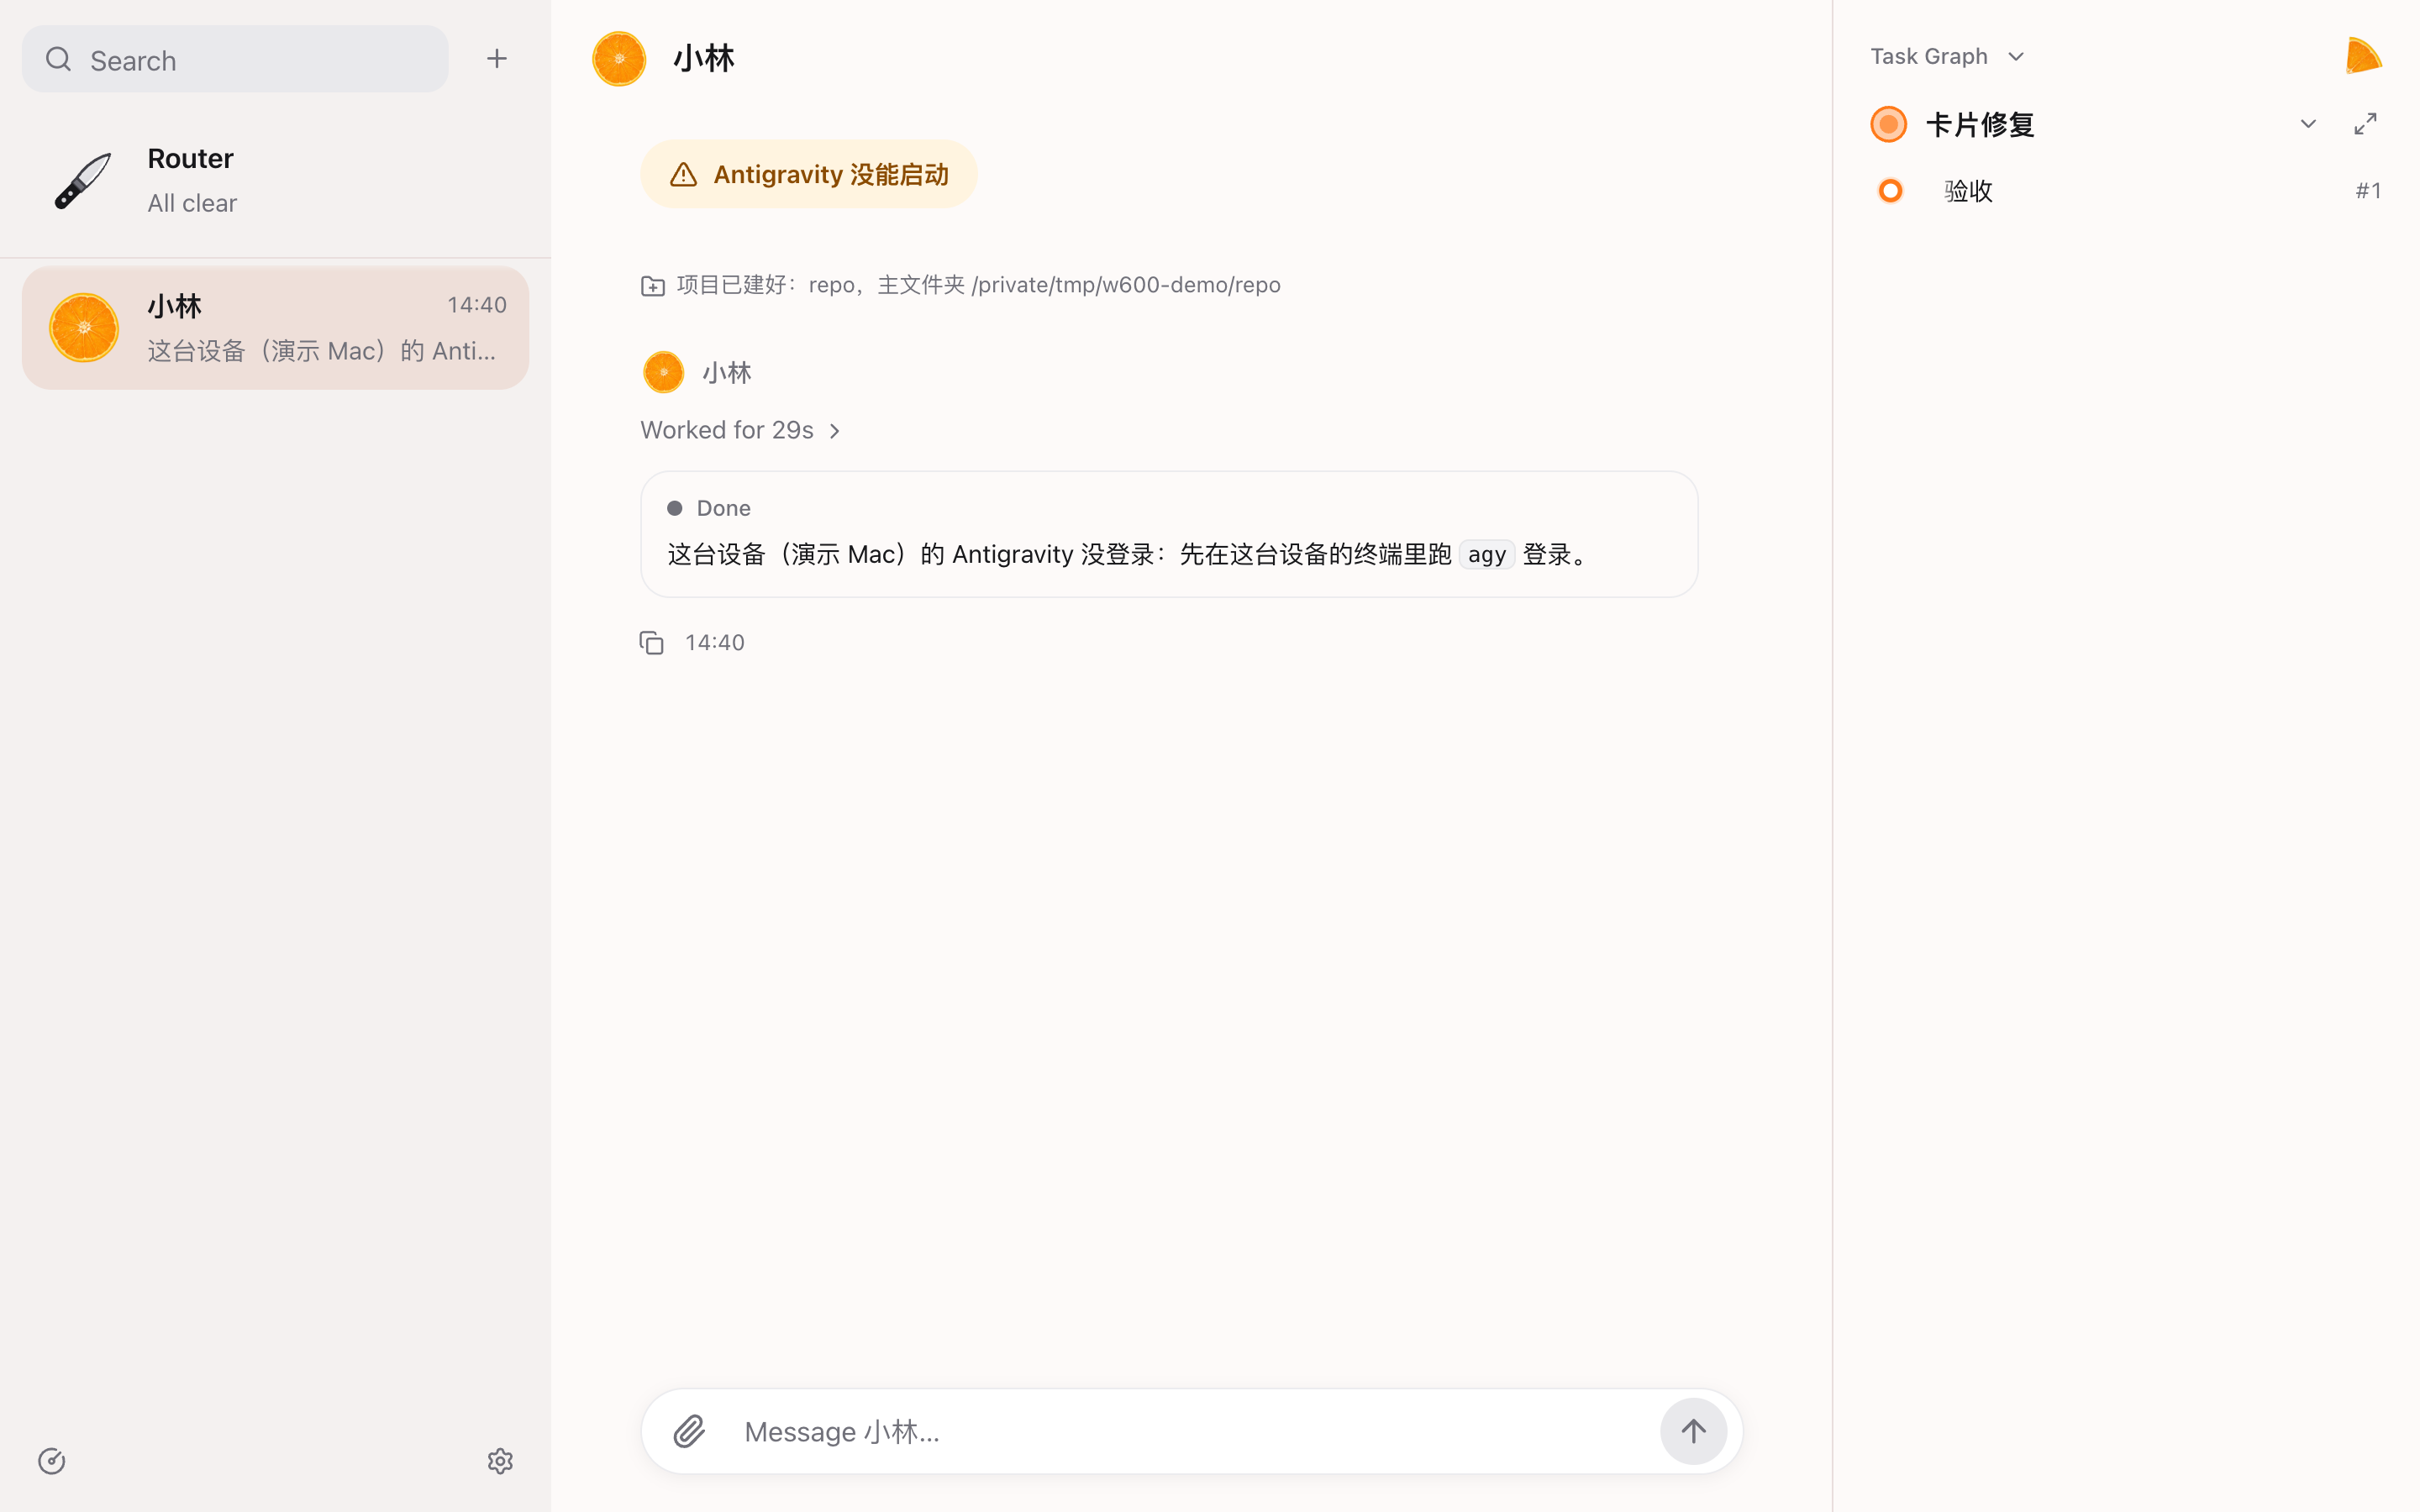 Search
Router
All clear
小林
14:40
这台设备（演示 Mac）的 Anti...
小林
Antigravity 没能启动
项目已建好：repo，主文件夹 /private/tmp/w600-demo/repo
小林
Worked for 29s
Done
这台设备（演示 Mac）的 Antigravity 没登录：先在这台设备的终端里跑 agy 登录。
14:40
Message 小林...
Task Graph
卡片修复
验收
#1